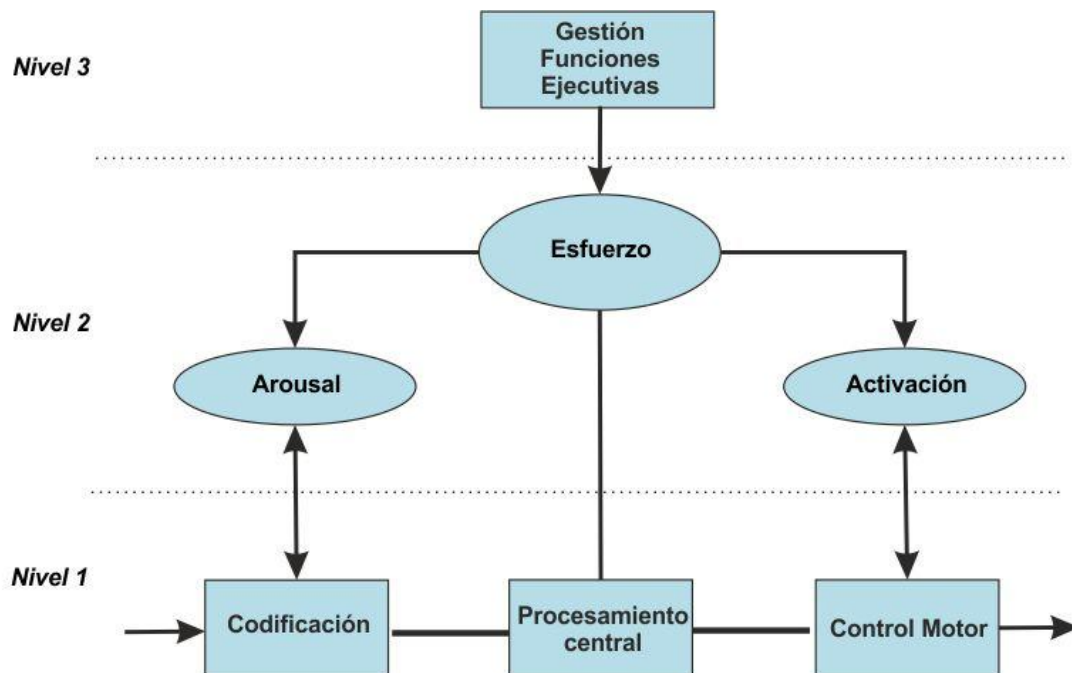 Nivel 3
Gestión
Funciones
Ejecutivas
Esfuerzo
Nivel 2
Arousal
Activación
Nivel 1
Codificación
Procesamiento
central
Control Motor